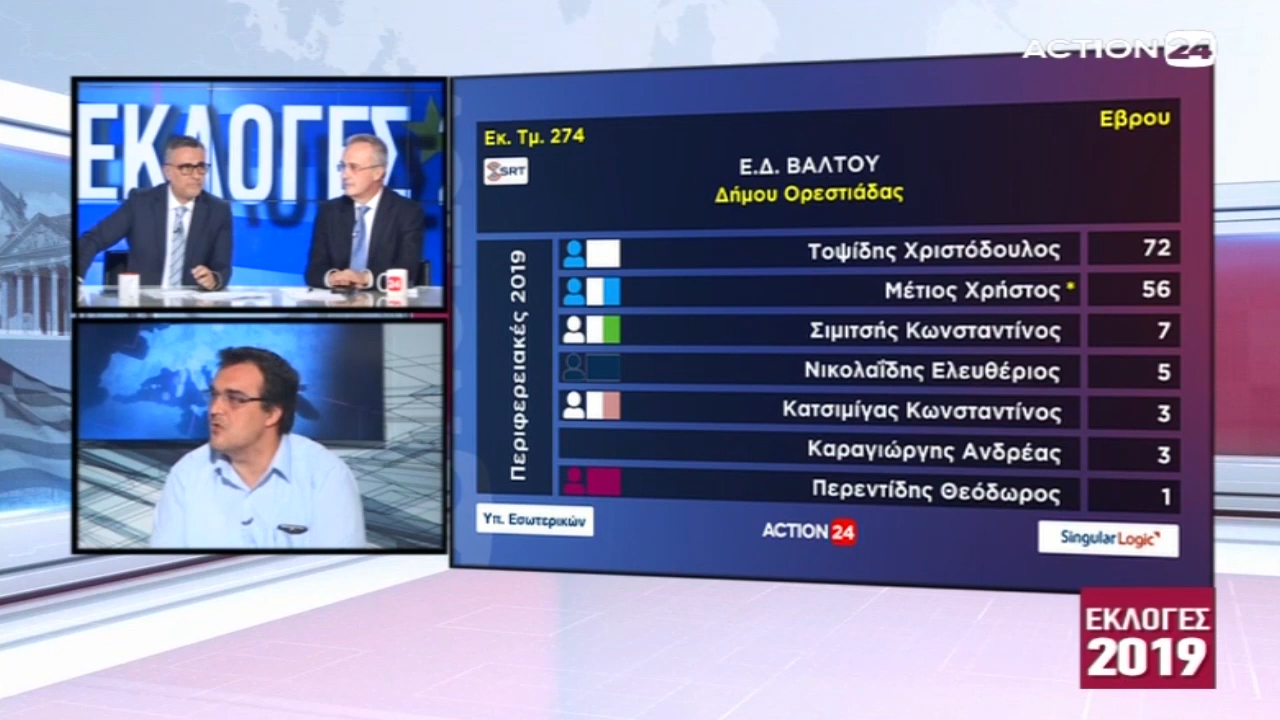 ACTION 24
ΕΚΛΟΓΕΣ
Εκ. Τμ. 274
Εβρου
SRT
Ε.Δ. ΒΑΛΤΟΥ
Δήμου Ορεστιάδας
Περιφερειακές 2019
Τοψίδης Χριστόδουλος 72
Μέτιος Χρήστος * 56
Σιμιτσής Κωνσταντίνος 7
Νικολαΐδης Ελευθέριος 5
Κατσιμίγας Κωνσταντίνος 3
Καραγιώργης Ανδρέας 3
Περεντίδης Θεόδωρος 1
Υπ. Εσωτερικών
ACTION 24
SingularLogic
24
ΕΚΛΟΓΕΣ
2019